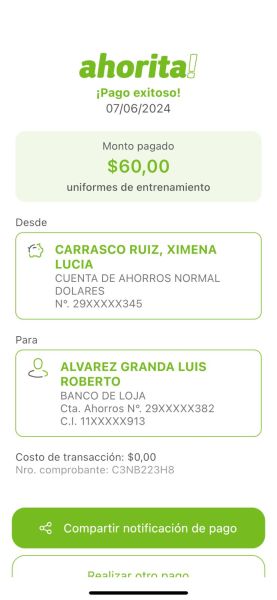 ahorita!
¡Pago exitoso!
07/06/2024
Monto pagado
$60,00
uniformes de entrenamiento
Desde
CARRASCO RUIZ, XIMENA
LUCIA
CUENTA DE AHORROS NORMAL
DOLARES
Nº. 29XXXXX345
Para
ALVAREZ GRANDA LUIS
ROBERTO
BANCO DE LOJA
Cta. Ahorros Nº. 29XXXXX382
C.I. 11XXXXX913
Costo de transacción: $0,00
Nro. comprobante: C3NB223H8
Compartir notificación de pago
Realizar otro pago